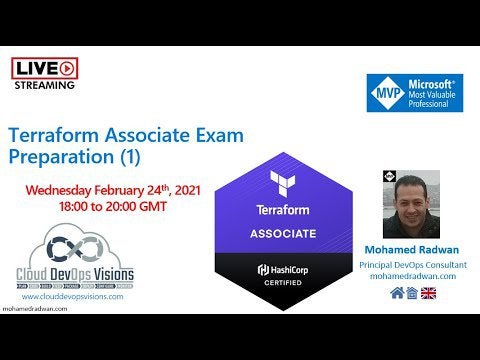 LIVE
STREAMING
MVP
Microsoft®
Most Valuable
Professional
Terraform Associate Exam
Preparation (1)
Wednesday February 24th, 2021
18:00 to 20:00 GMT
Terraform
ASSOCIATE
HashiCorp
CERTIFIED
MVP
Mohamed Radwan
Principal DevOps Consultant
mohamedradwan.com
Cloud DevOps Visions
www.clouddevopsvisions.com
mohamedradwan.com